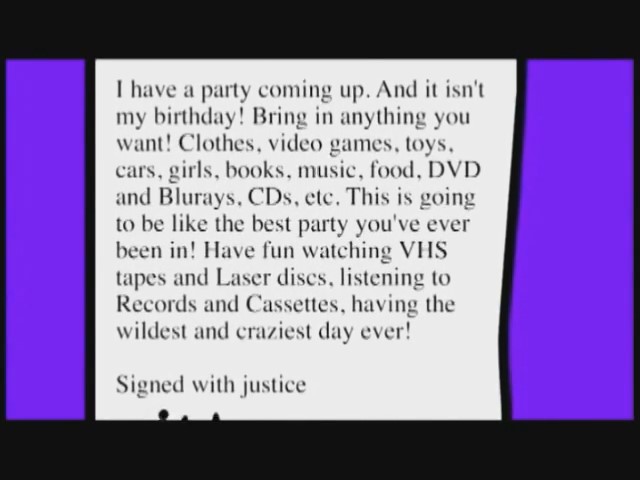 I have a party coming up. And it isn't
my birthday! Bring in anything you
want! Clothes, video games, toys,
cars, girls, books, music, food, DVD
and Blurays, CDs, etc. This is going
to be like the best party you've ever
been in! Have fun watching VHS
tapes and Laser discs, listening to
Records and Cassettes, having the
wildest and craziest day ever!
Signed with justice